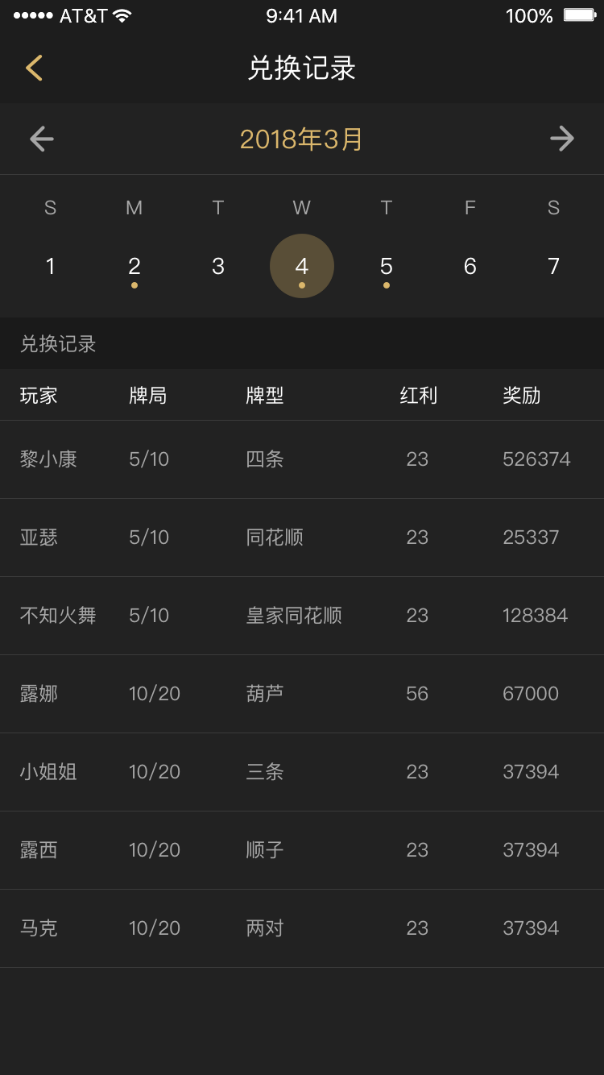 AT&T 9:41 AM 100%
兑换记录
2018年3月
S M T W T F S
1 2 3 4 5 6 7
兑换记录
玩家 牌局 牌型 红利 奖励
黎小康 5/10 四条 23 526374
亚瑟 5/10 同花顺 23 25337
不知火舞 5/10 皇家同花顺 23 128384
露娜 10/20 葫芦 56 67000
小姐姐 10/20 三条 23 37394
露西 10/20 顺子 23 37394
马克 10/20 两对 23 37394